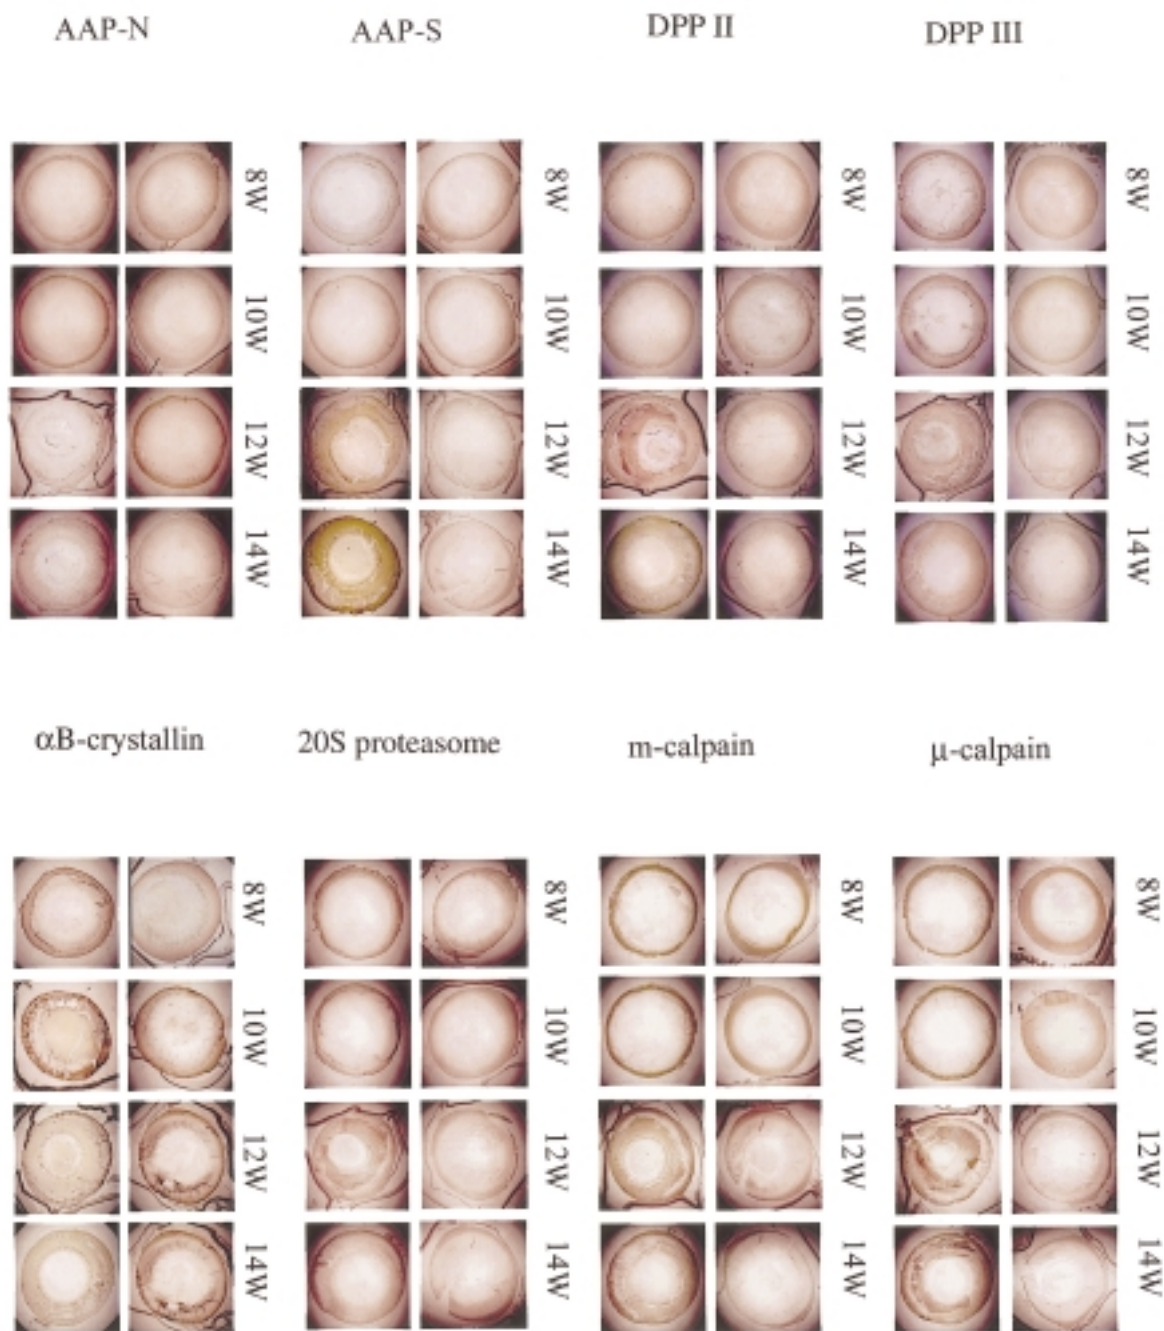 AAP-N AAP-S DPP II DPP III
8W 8W 8W 8W
10W 10W 10W 10W
12W 12W 12W 12W
14W 14W 14W 14W
αB-crystallin 20S proteasome m-calpain μ-calpain
8W 8W 8W 8W
10W 10W 10W 10W
12W 12W 12W 12W
14W 14W 14W 14W